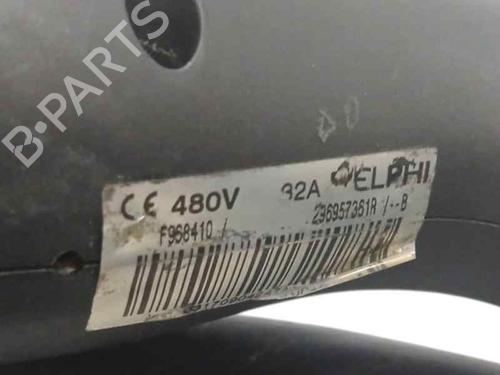 B-PARTS
CE 480V 32A DELPHI
F968410 / 296957361R /--B